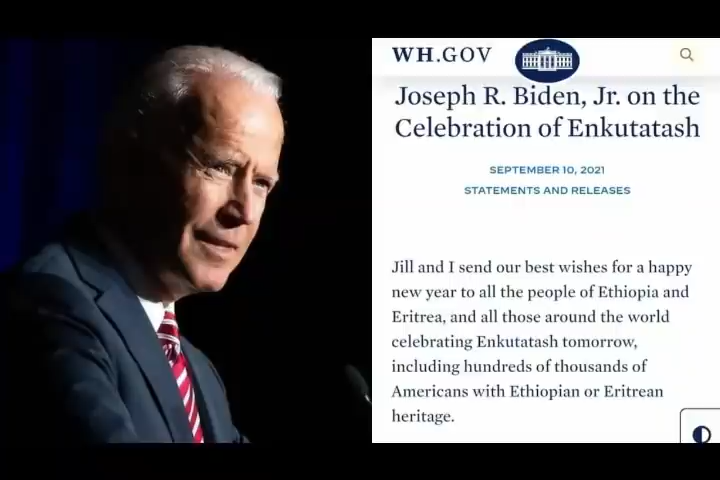 WH.GOV
Joseph R. Biden, Jr. on the
Celebration of Enkutatash
SEPTEMBER 10, 2021
STATEMENTS AND RELEASES
Jill and I send our best wishes for a happy
new year to all the people of Ethiopia and
Eritrea, and all those around the world
celebrating Enkutatash tomorrow,
including hundreds of thousands of
Americans with Ethiopian or Eritrean
heritage.